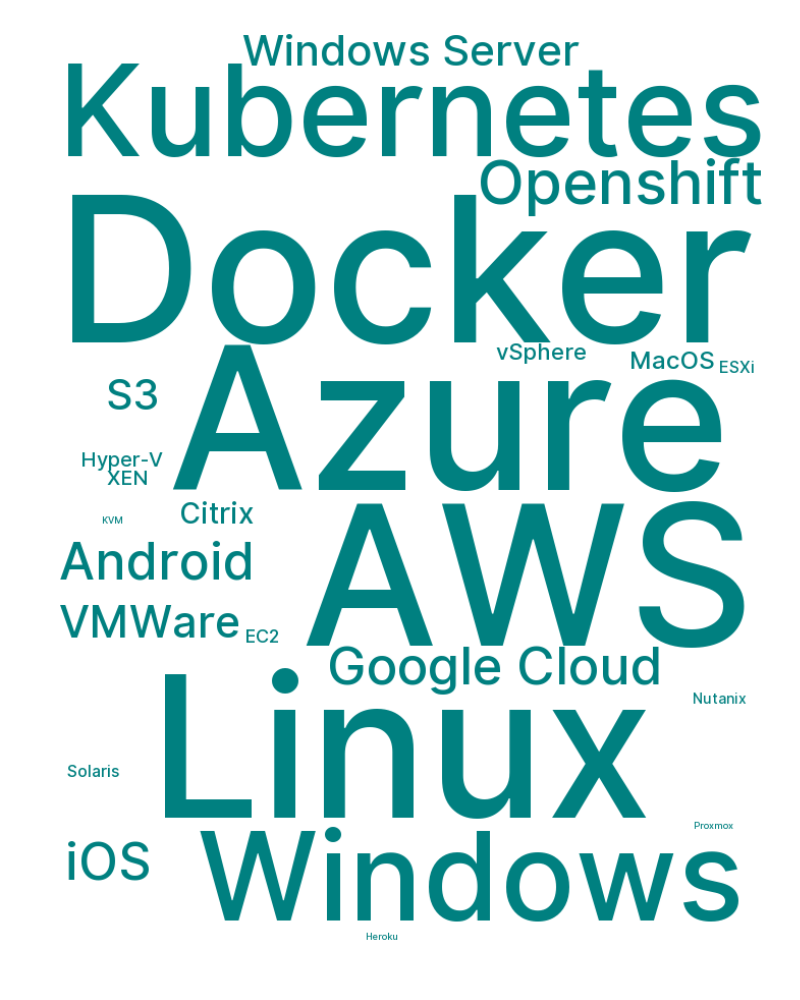 Windows Server
Kubernetes
Openshift
Docker
vSphere
MacOS
ESXi
Azure
S3
Hyper-V
XEN
KVM
Citrix
AWS
Android
VMWare
EC2
Google Cloud
Linux
Nutanix
Solaris
Proxmox
iOS
Windows
Heroku